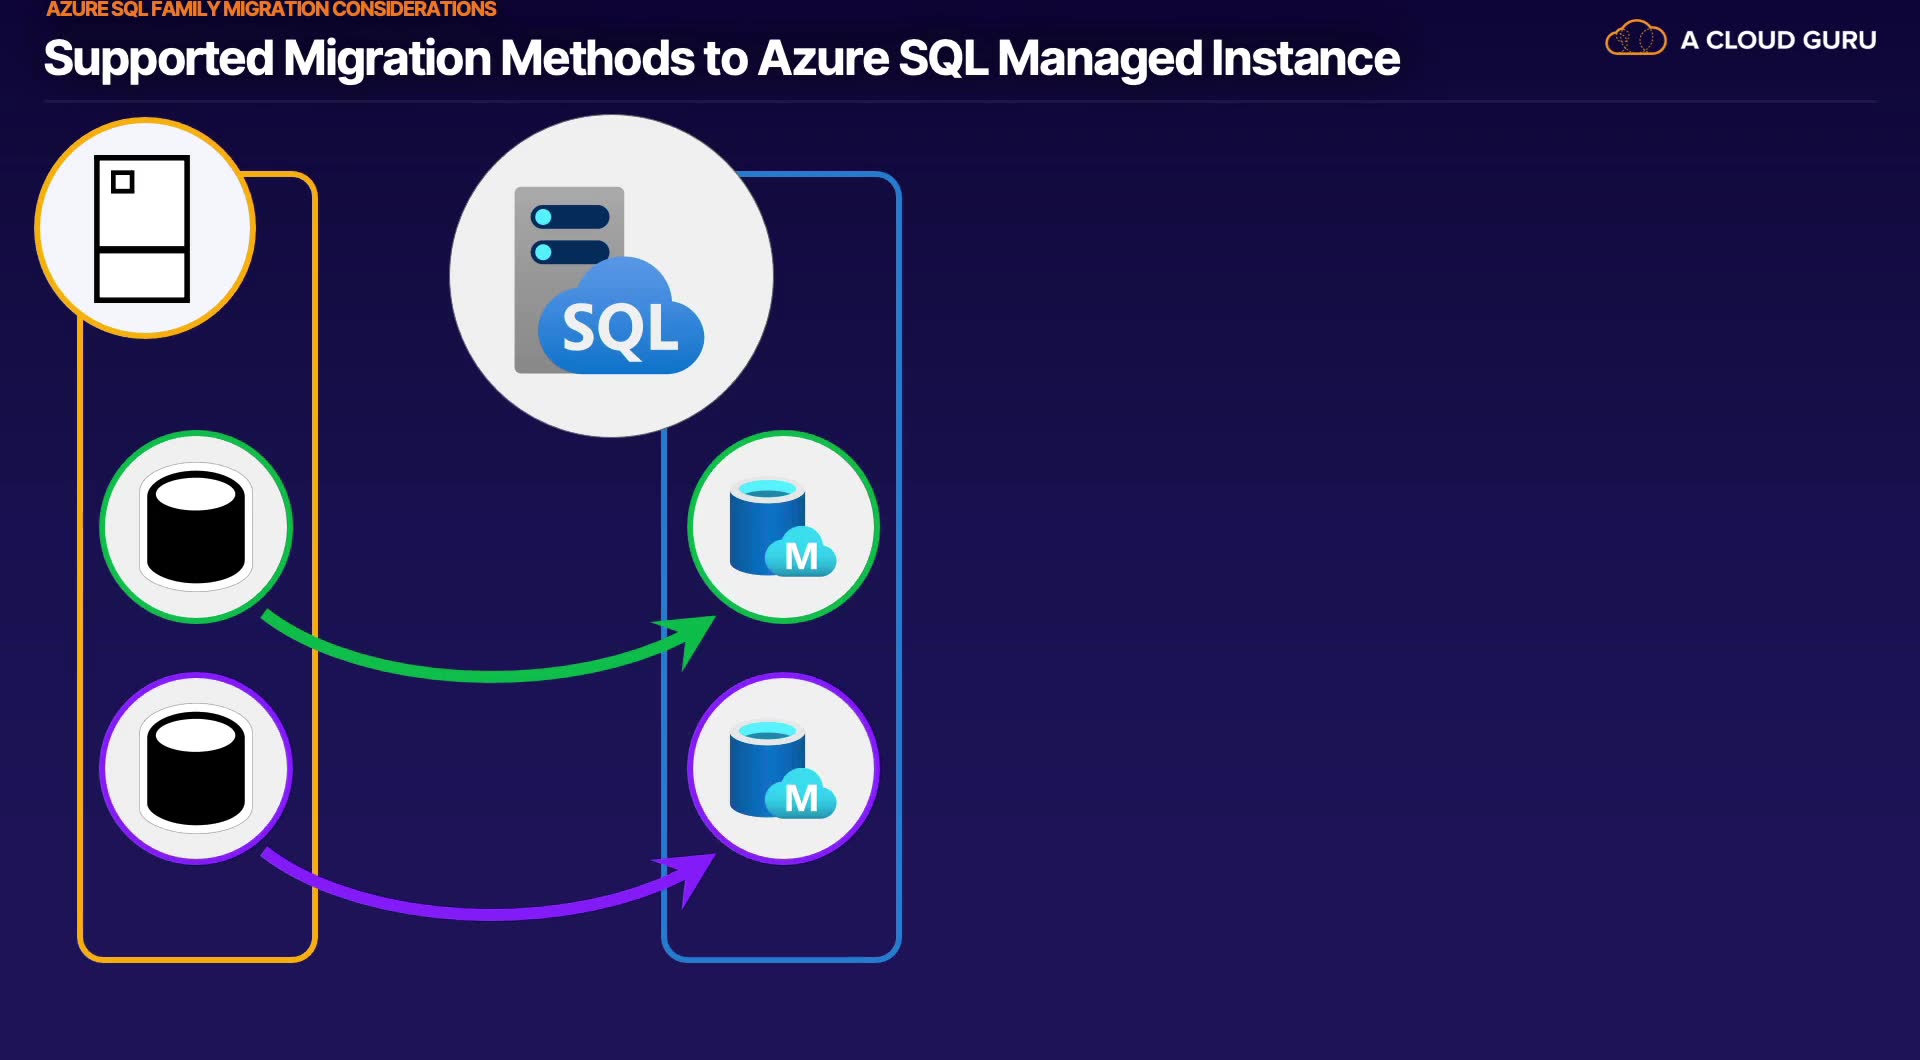 AZURE SQL FAMILY MIGRATION CONSIDERATIONS
Supported Migration Methods to Azure SQL Managed Instance
A CLOUD GURU
SQL
M
M